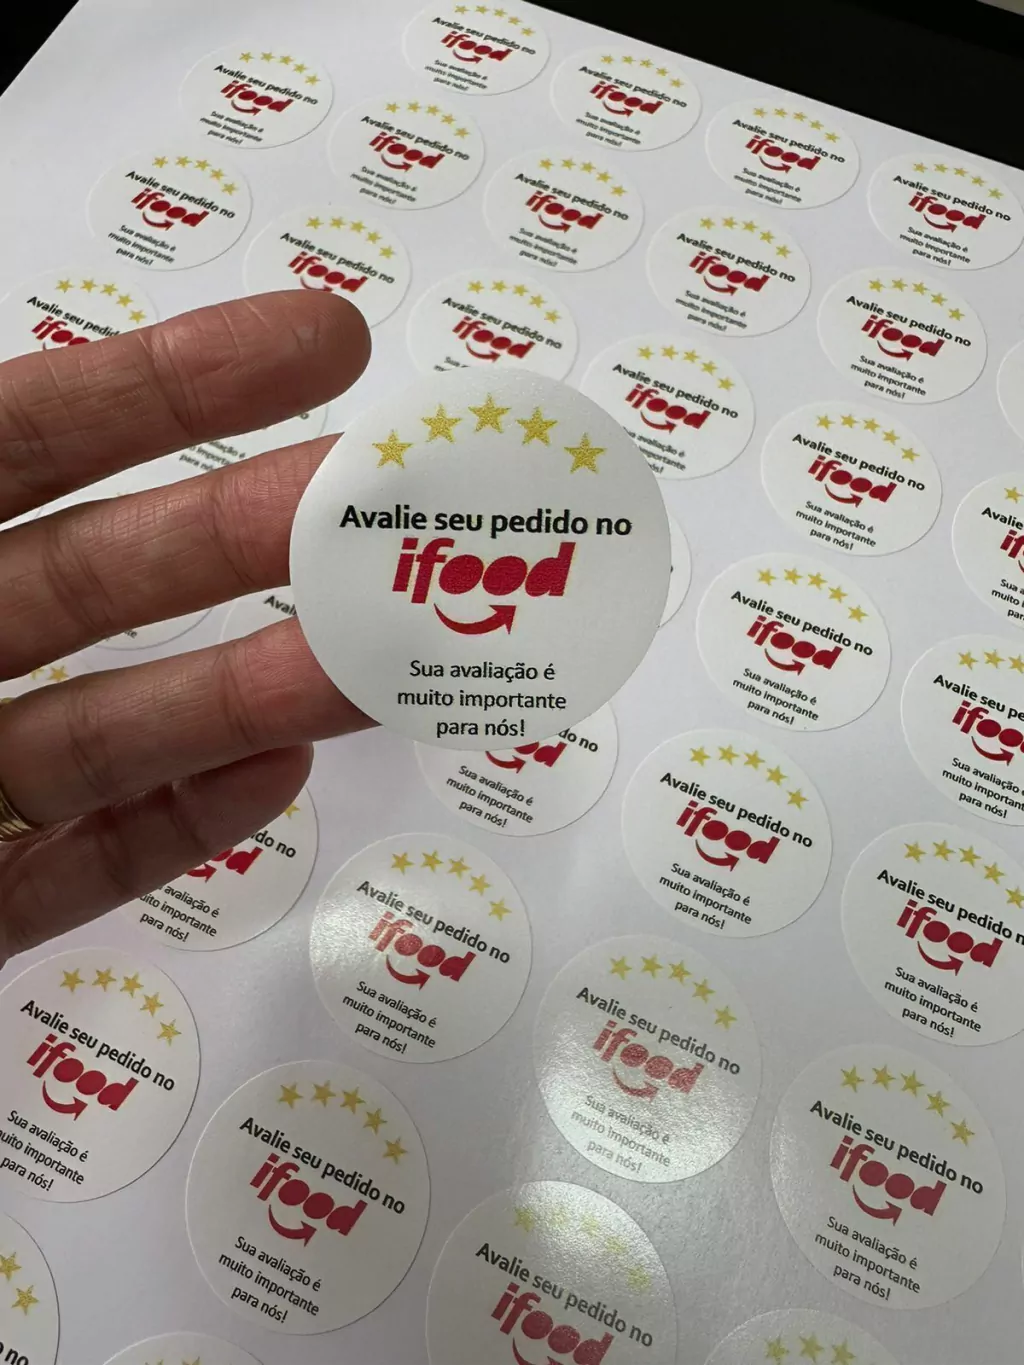 Avalie seu pedido no
ifood
Sua avaliação é
muito importante
para nós!